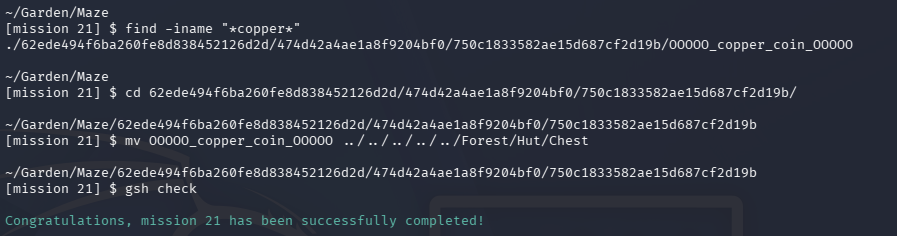 ~/Garden/Maze
[mission 21] $ find -iname "*copper*"
./62ede494f6ba260fe8d838452126d2d/474d42a4ae1a8f9204bf0/750c1833582ae15d687cf2d19b/OOOOO_copper_coin_OOOOO
~/Garden/Maze
[mission 21] $ cd 62ede494f6ba260fe8d838452126d2d/474d42a4ae1a8f9204bf0/750c1833582ae15d687cf2d19b/
~/Garden/Maze/62ede494f6ba260fe8d838452126d2d/474d42a4ae1a8f9204bf0/750c1833582ae15d687cf2d19b
[mission 21] $ mv OOOOO_copper_coin_OOOOO ../../../../../Forest/Hut/Chest
~/Garden/Maze/62ede494f6ba260fe8d838452126d2d/474d42a4ae1a8f9204bf0/750c1833582ae15d687cf2d19b
[mission 21] $ gsh check
Congratulations, mission 21 has been successfully completed!